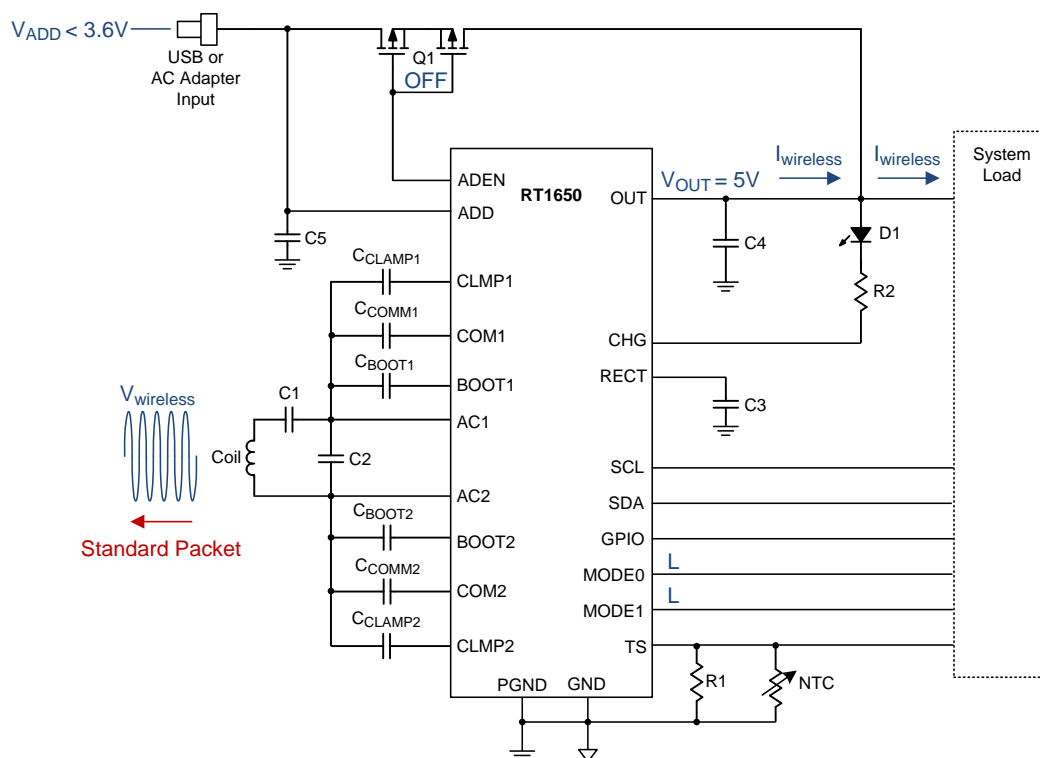 VADD < 3.6V
USB or
AC Adapter
Input
Q1
OFF
RT1650
ADEN
ADD
CLMP1
COM1
BOOT1
AC1
AC2
BOOT2
COM2
CLMP2
PGND
GND
OUT
CHG
RECT
SCL
SDA
GPIO
MODE0
MODE1
TS
C5
CCLAMP1
CCOMM1
CBOOT1
C1
C2
Coil
Vwireless
Standard Packet
CBOOT2
CCOMM2
CCLAMP2
VOUT = 5V
Iwireless
Iwireless
System
Load
C4
D1
R2
C3
L
L
R1
NTC